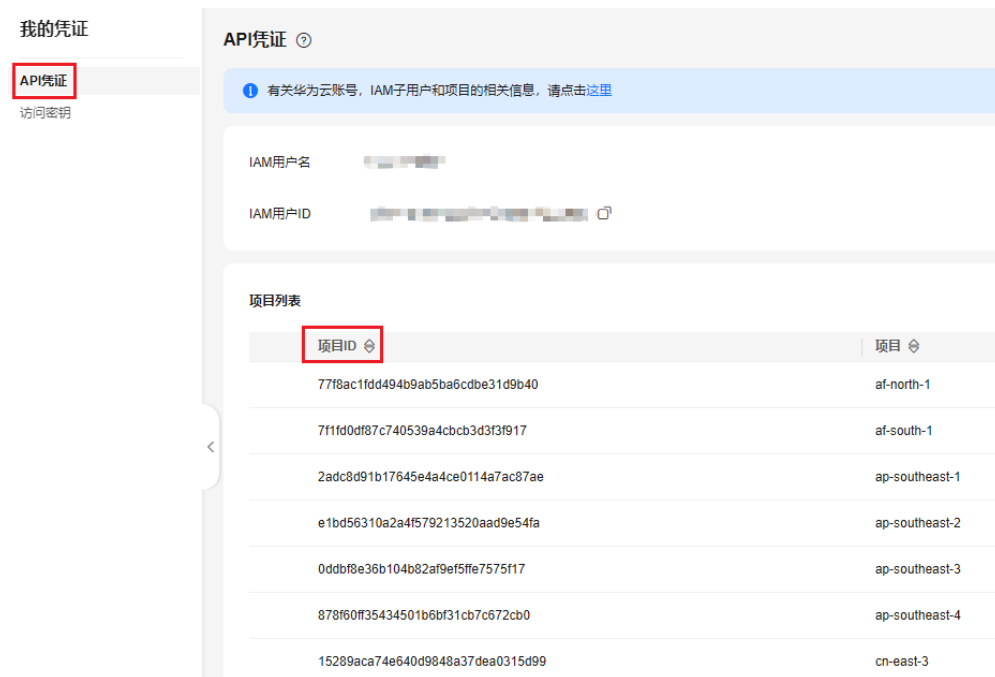 我的凭证
API凭证
访问密钥
API凭证
有关华为云账号，IAM子用户和项目的相关信息，请点击这里
IAM用户名
IAM用户ID
项目列表
项目ID 项目
77f8ac1fdd494b9ab5ba6cdbe31d9b40 af-north-1
7f1fd0df87c740539a4cbcb3d3f3f917 af-south-1
2adc8d91b17645e4a4ce0114a7ac87ae ap-southeast-1
e1bd56310a2a4f579213520aad9e54fa ap-southeast-2
0ddbf8e36b104b82af9ef5ffe7575f17 ap-southeast-3
878f60ff35434501b6bf31cb7c672cb0 ap-southeast-4
15289aca74e640d9848a37dea0315d99 cn-east-3